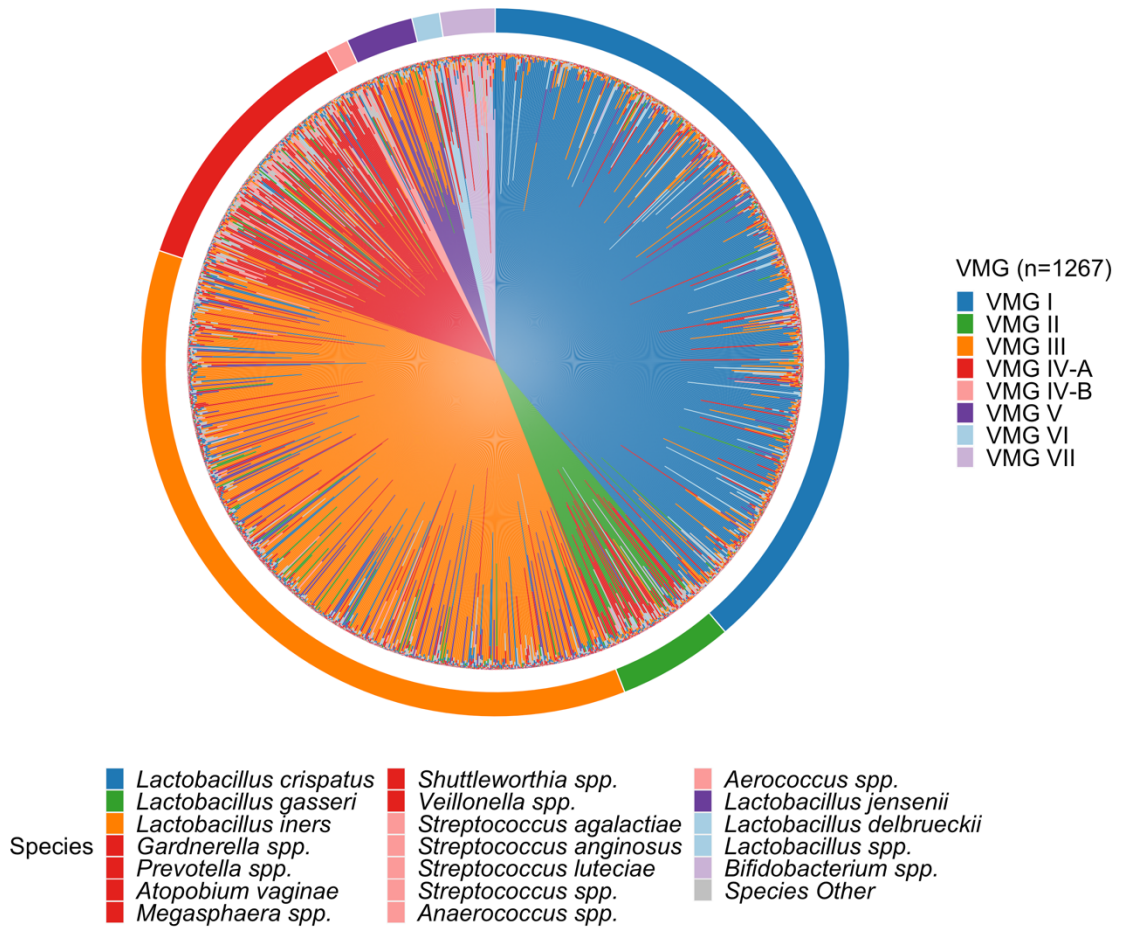 VMG (n=1267)
VMG I
VMG II
VMG III
VMG IV-A
VMG IV-B
VMG V
VMG VI
VMG VII
Species
Lactobacillus crispatus
Lactobacillus gasseri
Lactobacillus iners
Gardnerella spp.
Prevotella spp.
Atopobium vaginae
Megasphaera spp.
Shuttleworthia spp.
Veillonella spp.
Streptococcus agalactiae
Streptococcus anginosus
Streptococcus luteciae
Streptococcus spp.
Anaerococcus spp.
Aerococcus spp.
Lactobacillus jensenii
Lactobacillus delbrueckii
Lactobacillus spp.
Bifidobacterium spp.
Species Other